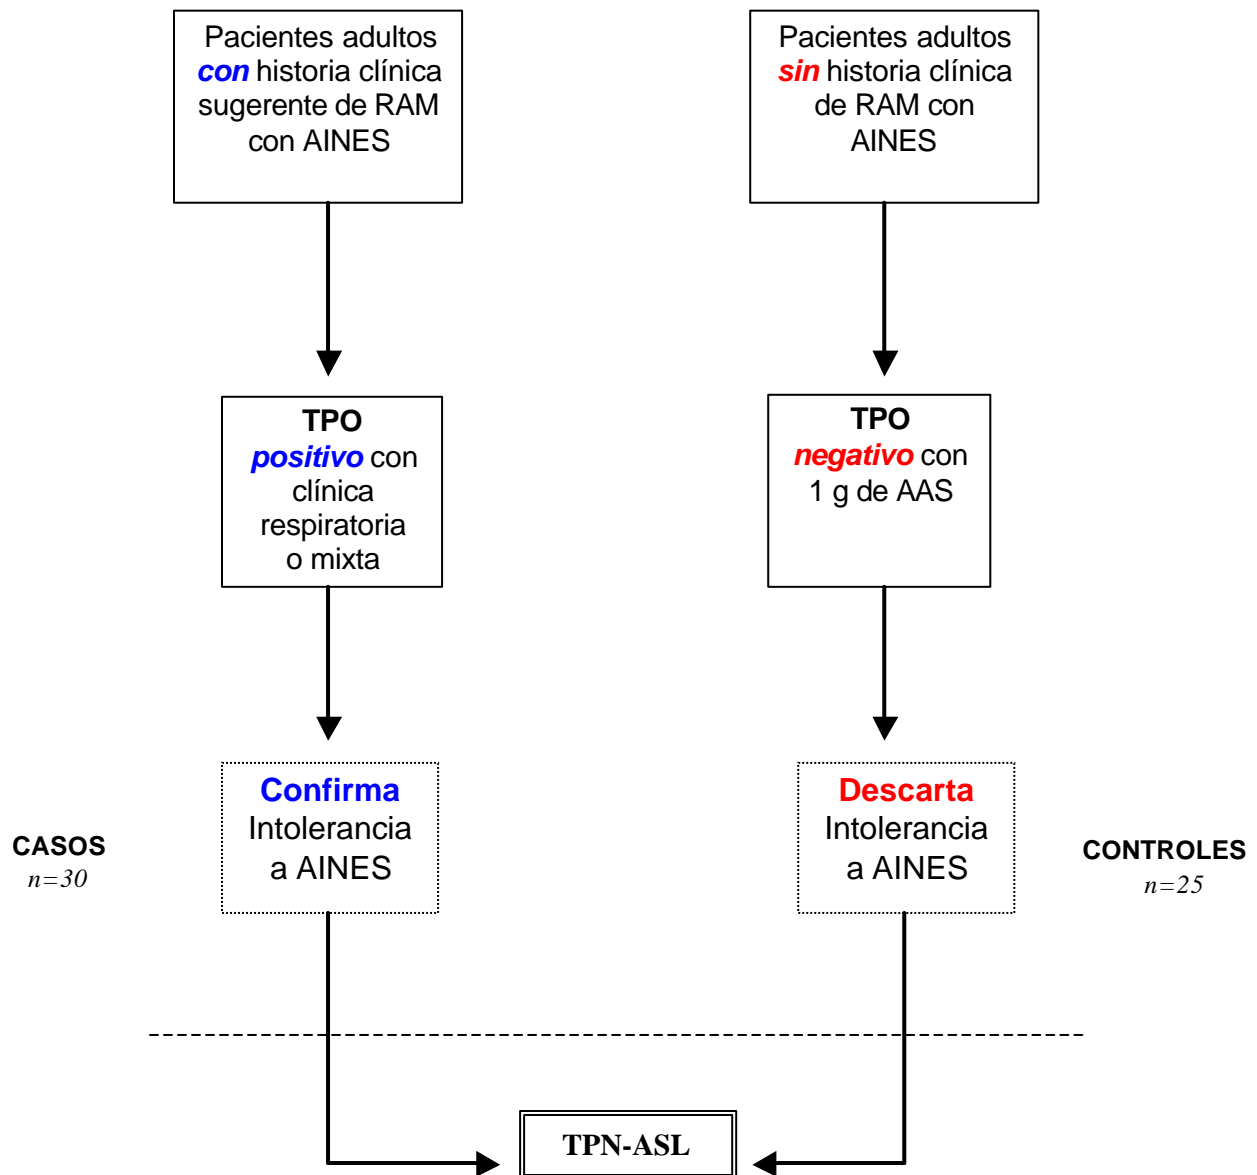 Pacientes adultos
con historia clínica
sugerente de RAM
con AINES
Pacientes adultos
sin historia clínica
de RAM con
AINES
TPO
positivo con
clínica
respiratoria
o mixta
TPO
negativo con
1 g de AAS
CASOS
n=30
Confirma
Intolerancia
a AINES
Descarta
Intolerancia
a AINES
CONTROLES
n=25
TPN-ASL